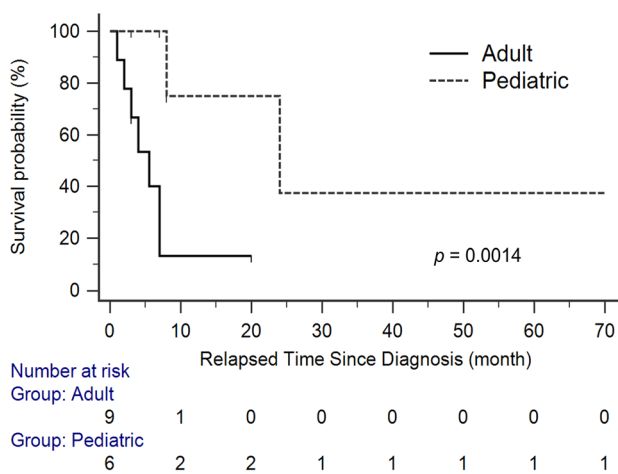 100
80
60
40
20
0
Survival probability (%)
Adult
Pediatric
p = 0.0014
0 10 20 30 40 50 60 70
Relapsed Time Since Diagnosis (month)
Number at risk
Group: Adult
9 1 0 0 0 0 0 0
Group: Pediatric
6 2 2 1 1 1 1 1